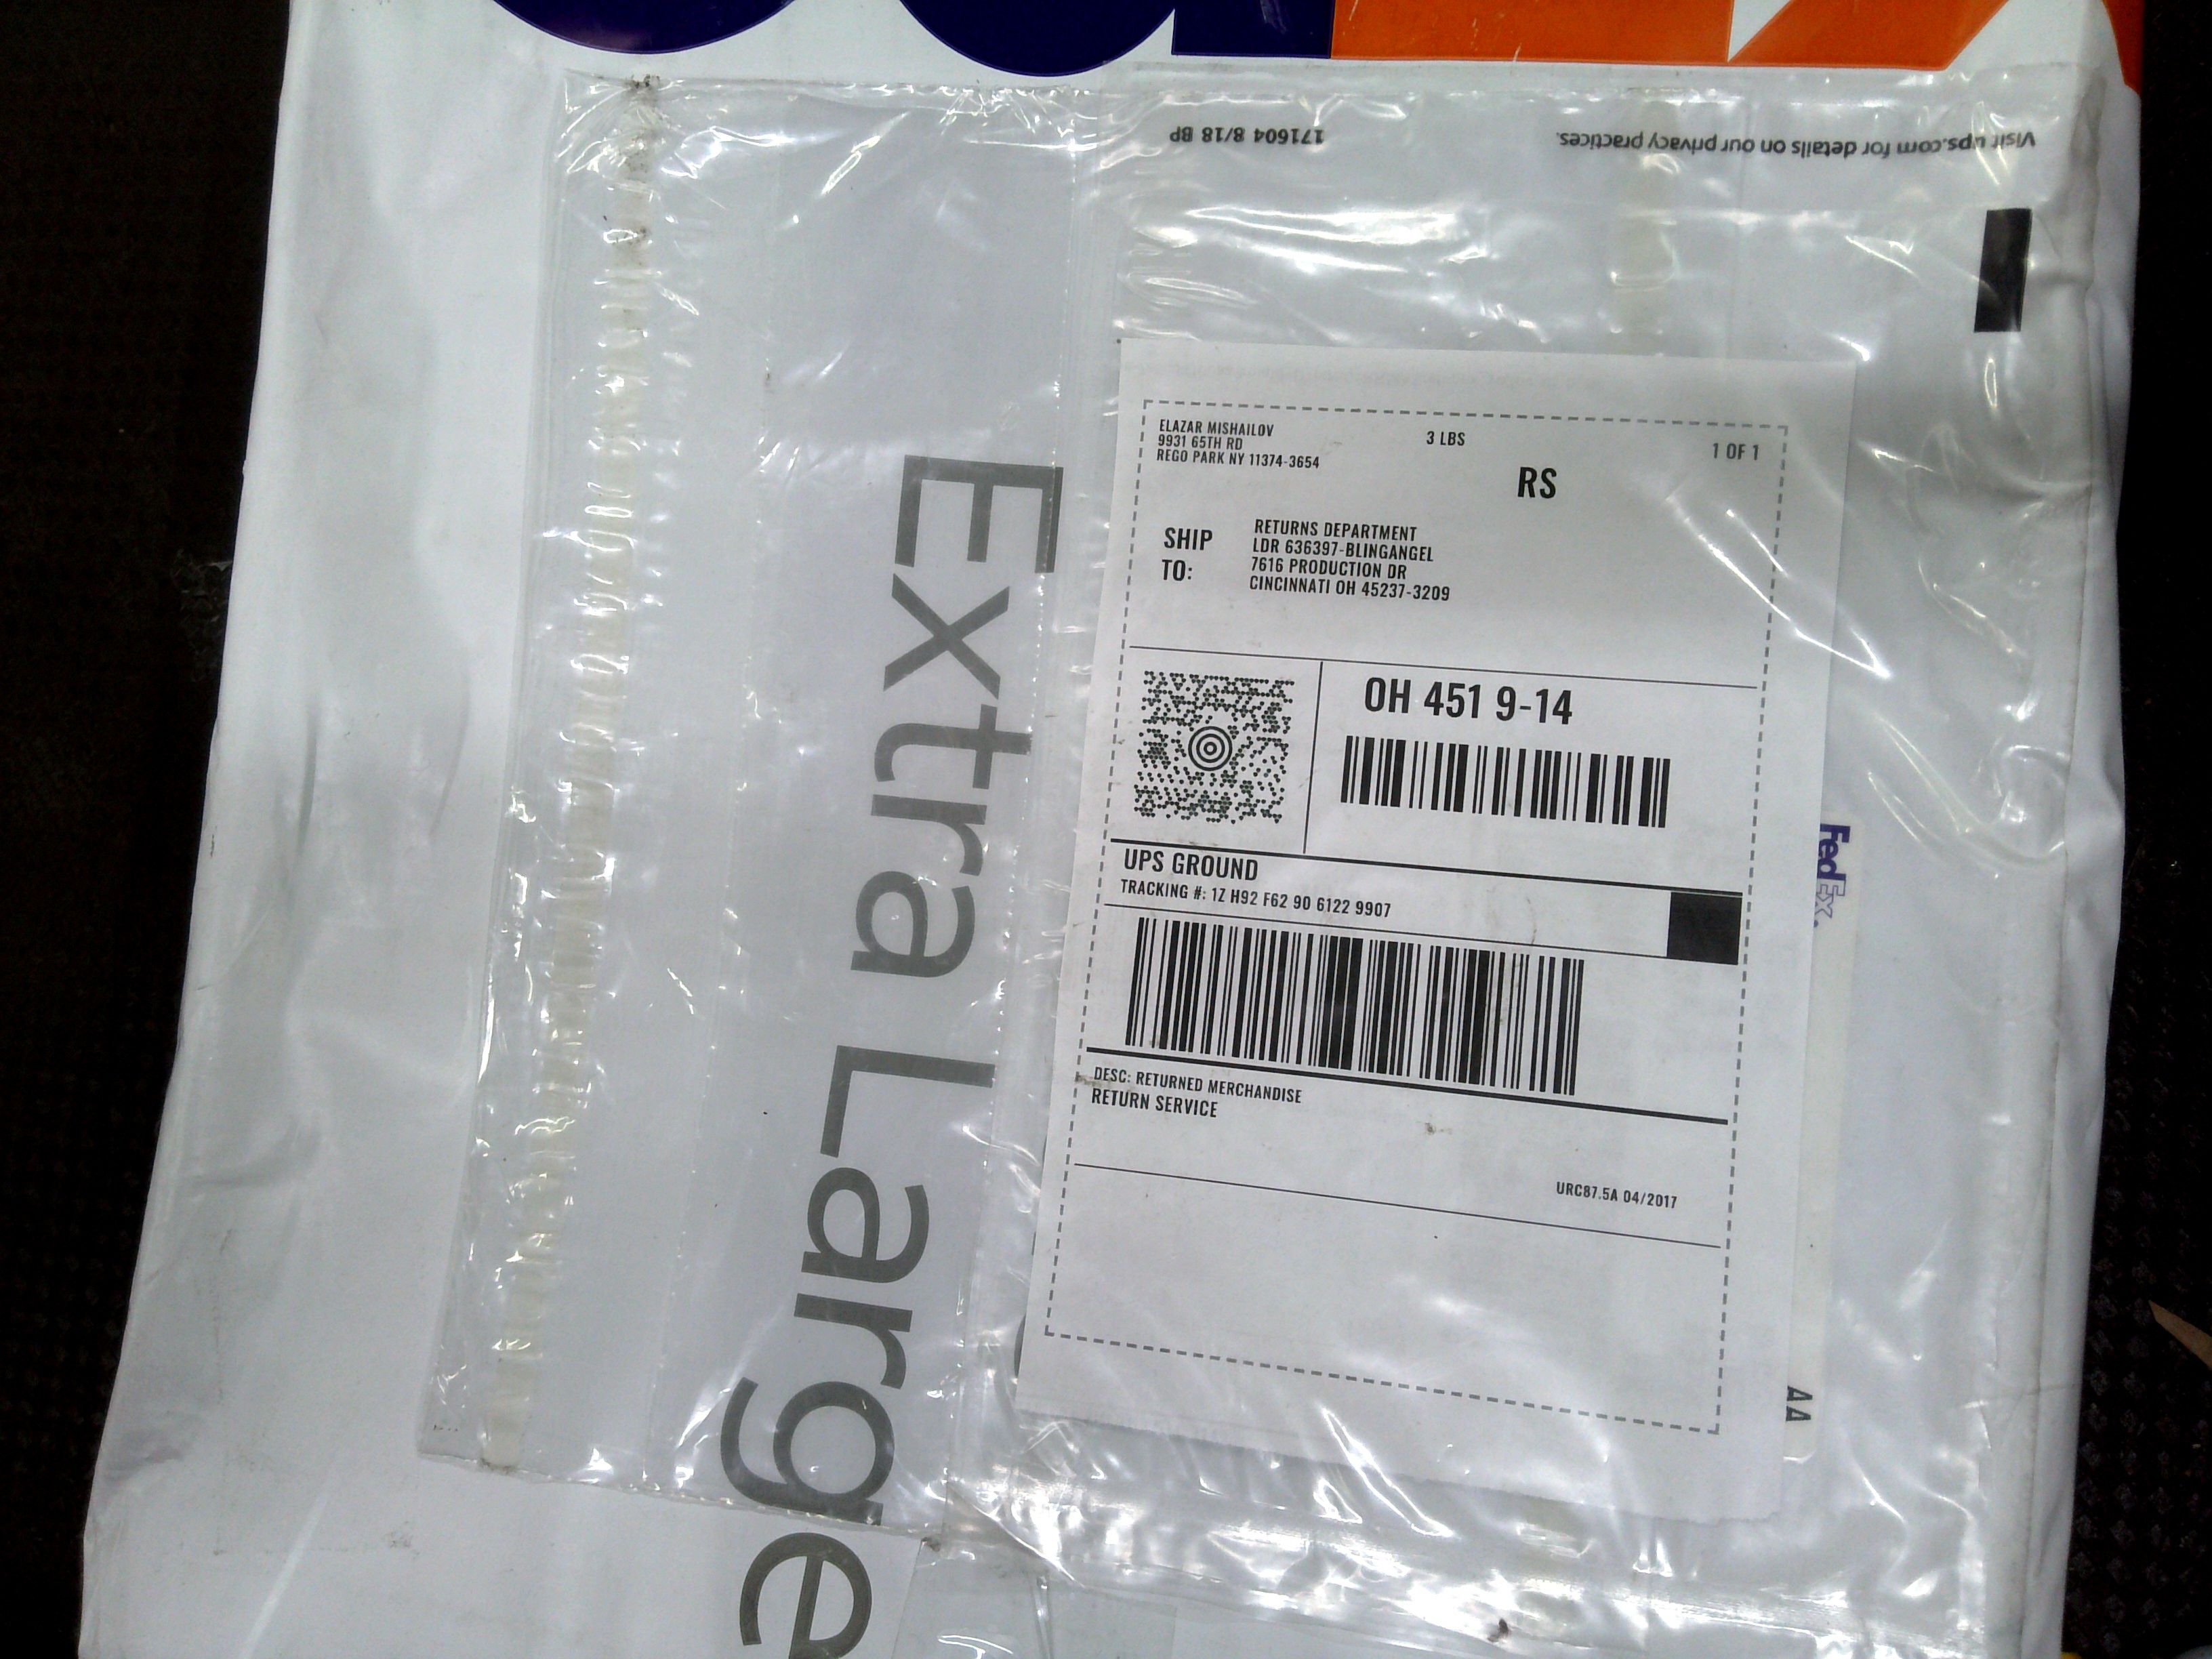 Visit ups.com for details on our privacy practices.
171604 8/18 BP
ELAZAR MISHAILOV
9931 65TH RD
REGO PARK NY 11374-3654
3 LBS
1 OF 1
RS
SHIP
TO:
RETURNS DEPARTMENT
LDR 636397-BLINGANGEL
7616 PRODUCTION DR
CINCINNATI OH 45237-3209
OH 451 9-14
UPS GROUND
TRACKING #: 1Z H92 F62 90 6122 9907
DESC: RETURNED MERCHANDISE
RETURN SERVICE
URC87.5A 04/2017
Extra Large
FedEx.